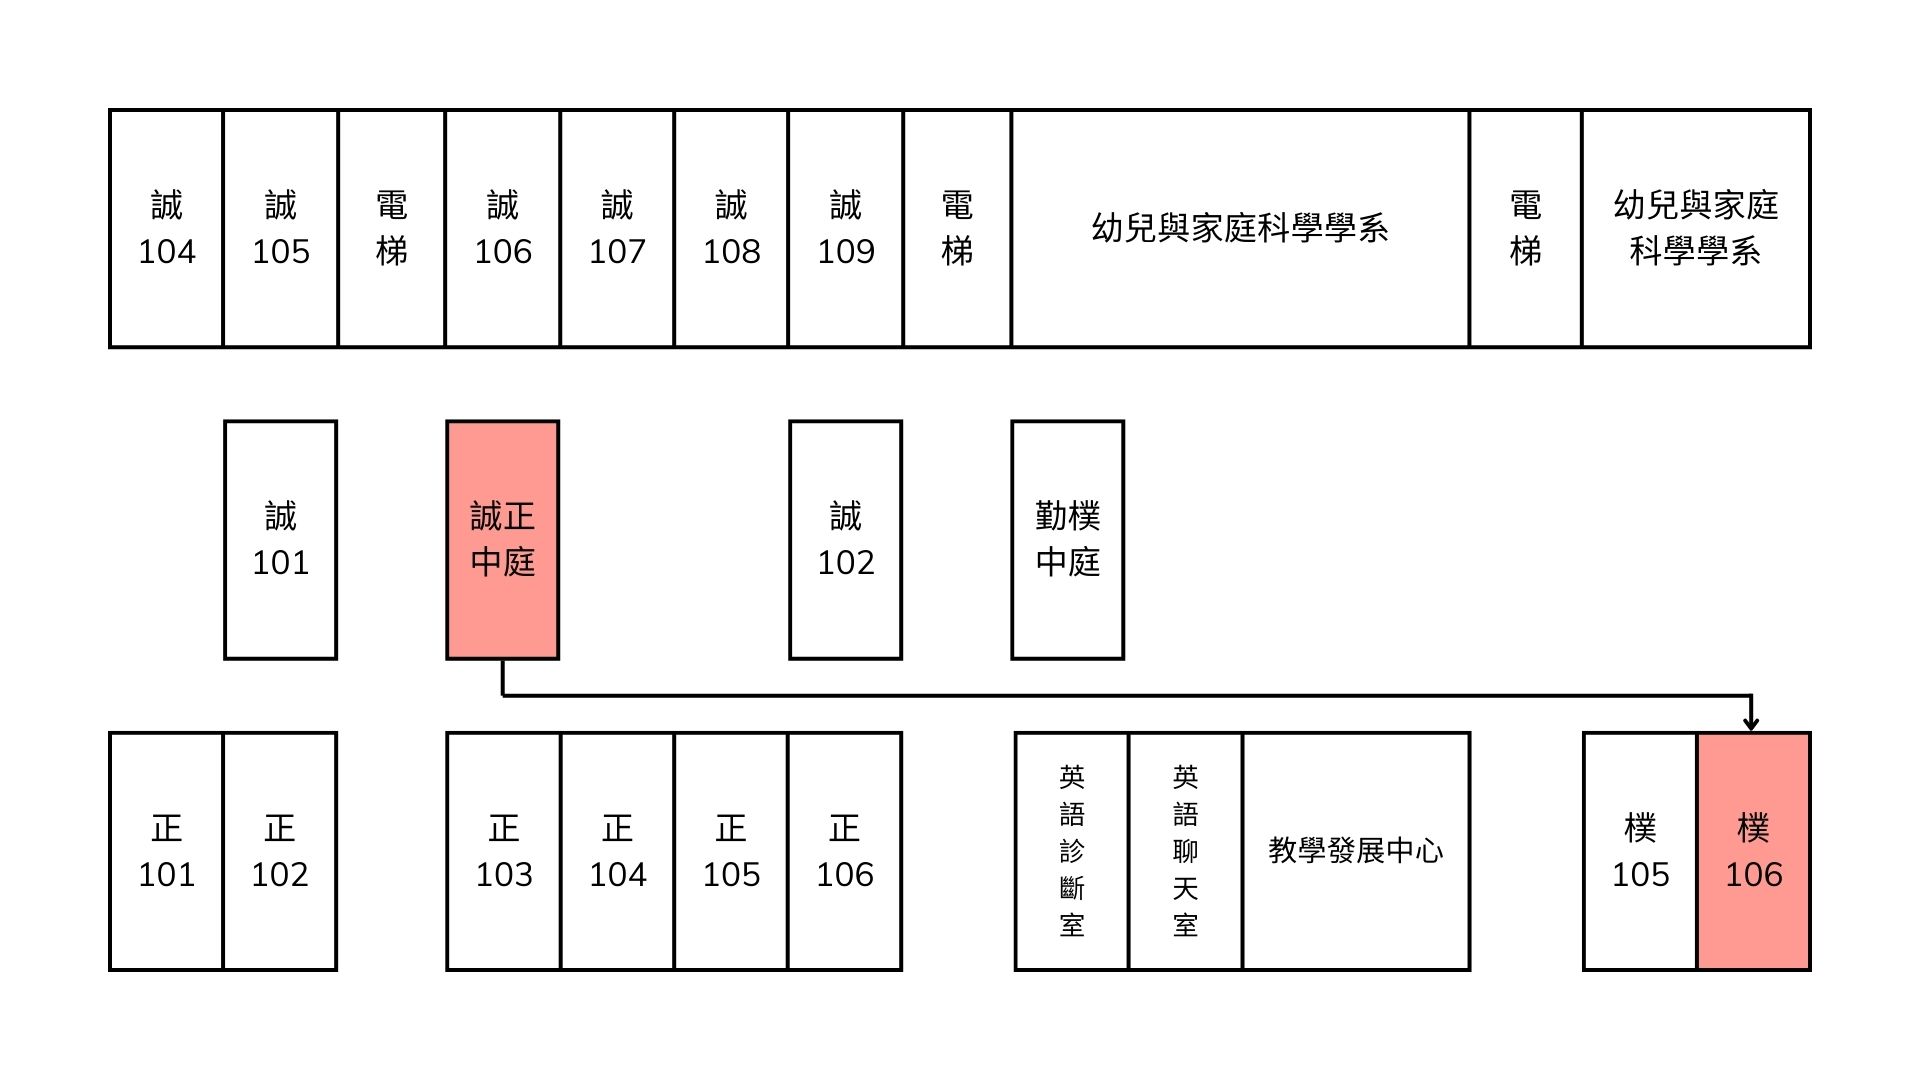 誠
104
誠
105
電
梯
誠
106
誠
107
誠
108
誠
109
電
梯
幼兒與家庭科學學系
電
梯
幼兒與家庭
科學學系
誠
101
誠正
中庭
誠
102
勤樸
中庭
正
101
正
102
正
103
正
104
正
105
正
106
英
語
診
斷
室
英
語
聊
天
室
教學發展中心
樸
105
樸
106